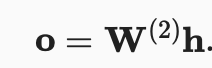 𝐨 = 𝐖⁽²⁾𝐡.